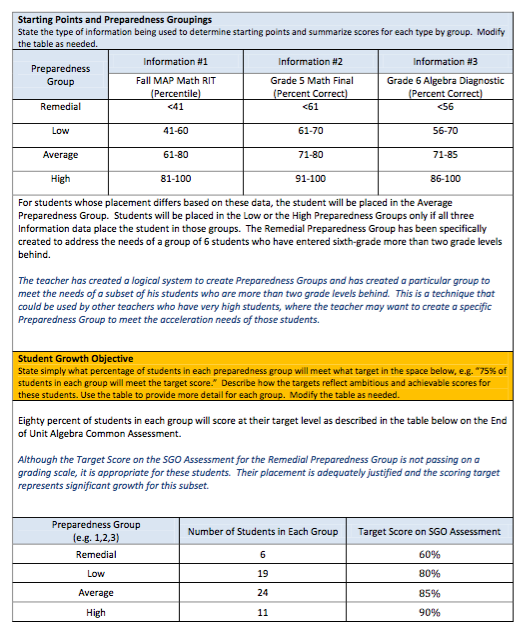 Starting Points and Preparedness Groupings
State the type of information being used to determine starting points and summarize scores for each type by group. Modify
the table as needed.
Preparedness
Group
Information #1
Information #2
Information #3
Fall MAP Math RIT
(Percentile)
Grade 5 Math Final
(Percent Correct)
Grade 6 Algebra Diagnostic
(Percent Correct)
Remedial <41 <61 <56
Low 41-60 61-70 56-70
Average 61-80 71-80 71-85
High 81-100 91-100 86-100
For students whose placement differs based on these data, the student will be placed in the Average
Preparedness Group. Students will be placed in the Low or the High Preparedness Groups only if all three
Information data place the student in those groups. The Remedial Preparedness Group has been specifically
created to address the needs of a group of 6 students who have entered sixth-grade more than two grade levels
behind.
The teacher has created a logical system to create Preparedness Groups and has created a particular group to
meet the needs of a subset of his students who are more than two grade levels behind. This is a technique that
could be used by other teachers who have very high students, where the teacher may want to create a specific
Preparedness Group to meet the acceleration needs of those students.
Student Growth Objective
State simply what percentage of students in each preparedness group will meet what target in the space below, e.g. "75% of
students in each group will meet the target score." Describe how the targets reflect ambitious and achievable scores for
these students. Use the table to provide more detail for each group. Modify the table as needed.
Eighty percent of students in each group will score at their target level as described in the table below on the End
of Unit Algebra Common Assessment.
Although the Target Score on the SGO Assessment for the Remedial Preparedness Group is not passing on a
grading scale, it is appropriate for these students. Their placement is adequately justified and the scoring target
represents significant growth for this subset.
Preparedness Group
(e.g. 1,2,3)
Number of Students in Each Group
Target Score on SGO Assessment
Remedial 6 60%
Low 19 80%
Average 24 85%
High 11 90%